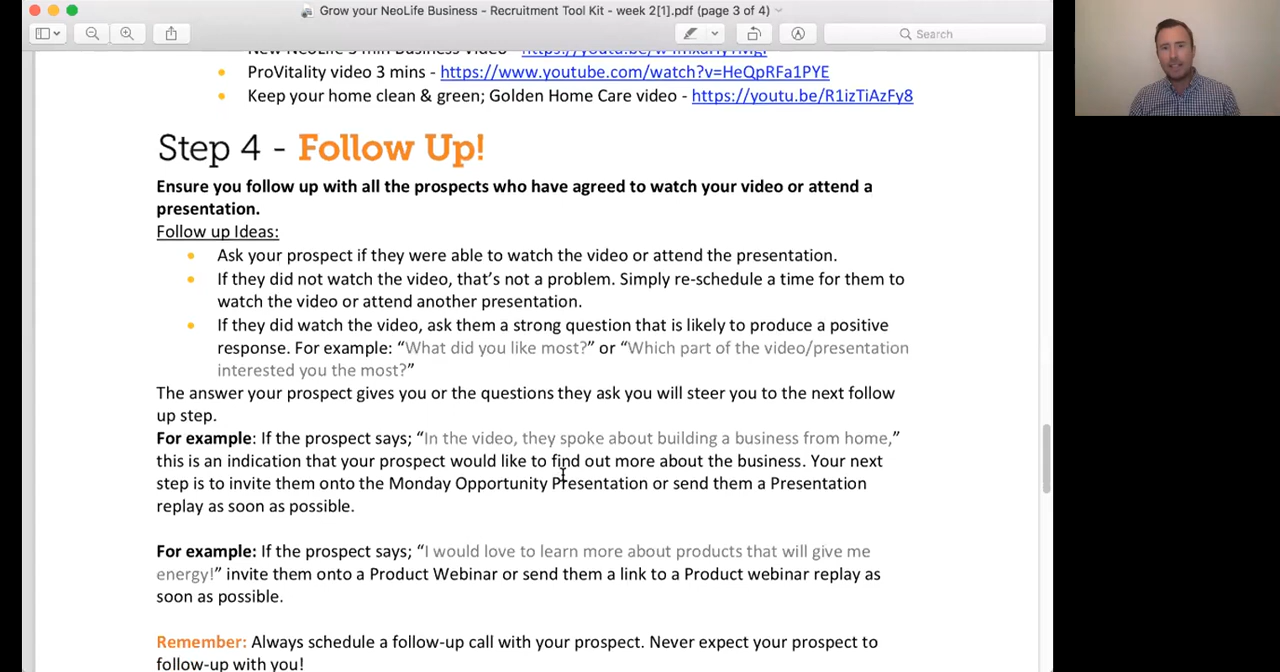 Grow your NeoLife Business - Recruitment Tool Kit - week 2[1].pdf (page 3 of 4)
Search
New NeoLife 3 min Business Video -
ProVitality video 3 mins - https://www.youtube.com/watch?v=HeQpRFa1PYE
Keep your home clean & green; Golden Home Care video - https://youtu.be/R1izTiAzFy8
Step 4 - Follow Up!
Ensure you follow up with all the prospects who have agreed to watch your video or attend a
presentation.
Follow up Ideas:
Ask your prospect if they were able to watch the video or attend the presentation.
If they did not watch the video, that’s not a problem. Simply re-schedule a time for them to
watch the video or attend another presentation.
If they did watch the video, ask them a strong question that is likely to produce a positive
response. For example: “What did you like most?” or “Which part of the video/presentation
interested you the most?”
The answer your prospect gives you or the questions they ask you will steer you to the next follow
up step.
For example: If the prospect says; “In the video, they spoke about building a business from home,”
this is an indication that your prospect would like to find out more about the business. Your next
step is to invite them onto the Monday Opportunity Presentation or send them a Presentation
replay as soon as possible.
For example: If the prospect says; “I would love to learn more about products that will give me
energy!” invite them onto a Product Webinar or send them a link to a Product webinar replay as
soon as possible.
Remember: Always schedule a follow-up call with your prospect. Never expect your prospect to
follow-up with you!